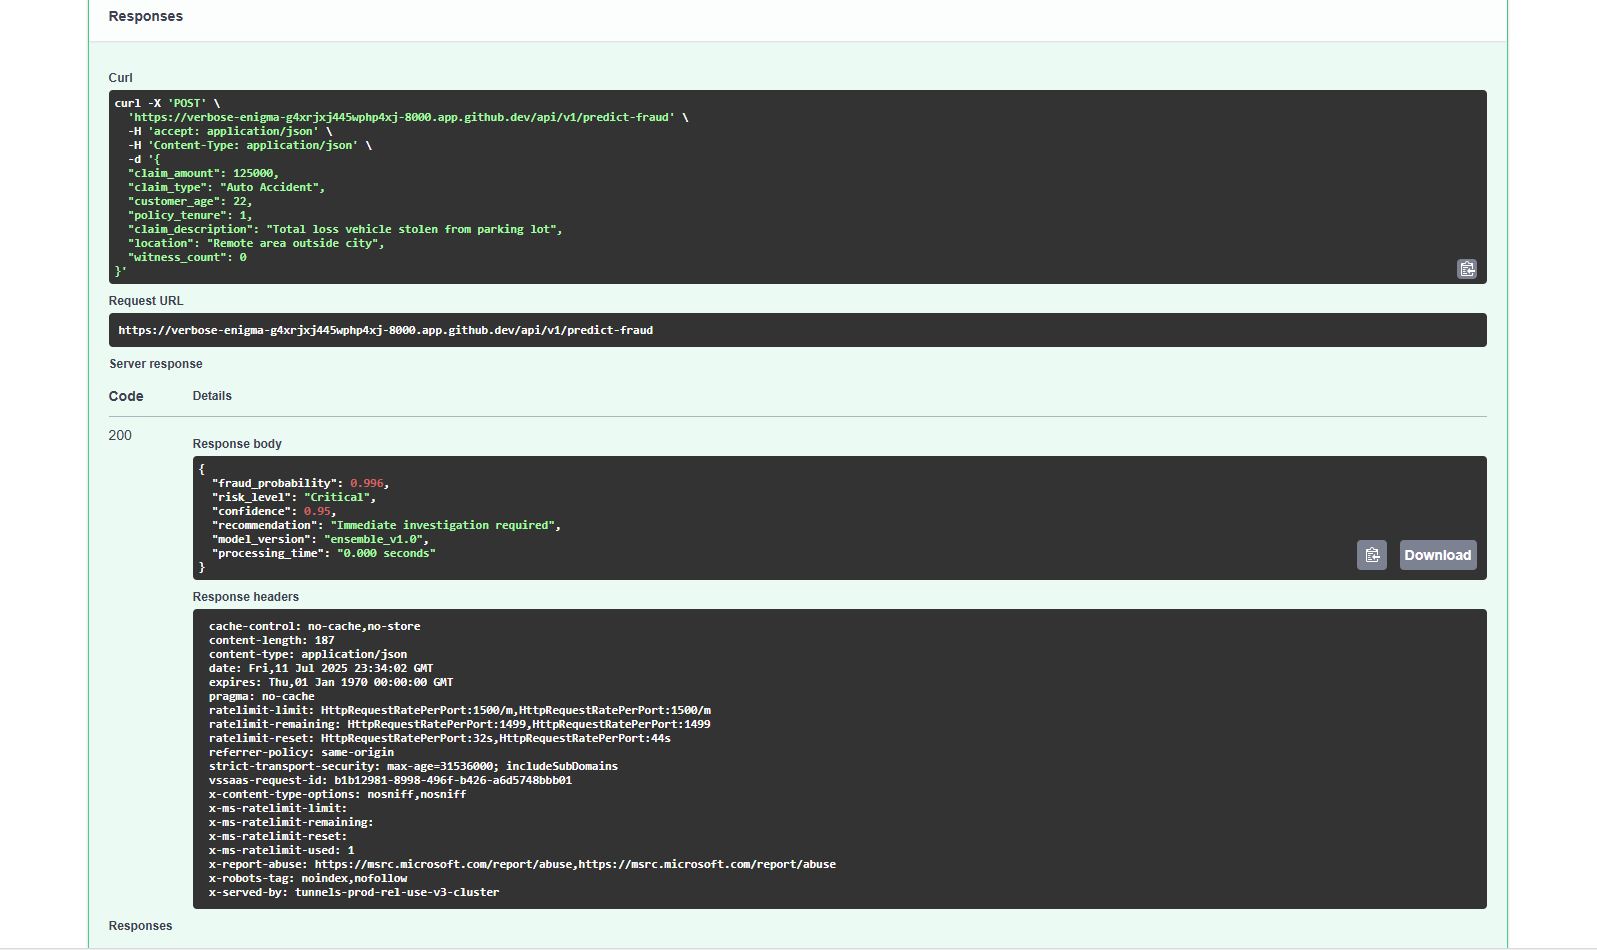 Responses
Curl
curl -X 'POST' \
'https://verbose-enigma-g4xrjxj445wphp4xj-8000.app.github.dev/api/v1/predict-fraud' \
-H 'accept: application/json' \
-H 'Content-Type: application/json' \
-d '{
"claim_amount": 125000,
"claim_type": "Auto Accident",
"customer_age": 22,
"policy_tenure": 1,
"claim_description": "Total loss vehicle stolen from parking lot",
"location": "Remote area outside city",
"witness_count": 0
}'
Request URL
https://verbose-enigma-g4xrjxj445wphp4xj-8000.app.github.dev/api/v1/predict-fraud
Server response
Code Details
200
Response body
{
"fraud_probability": 0.996,
"risk_level": "Critical",
"confidence": 0.95,
"recommendation": "Immediate investigation required",
"model_version": "ensemble_v1.0",
"processing_time": "0.000 seconds"
}
Download
Response headers
cache-control: no-cache,no-store
content-length: 187
content-type: application/json
date: Fri,11 Jul 2025 23:34:02 GMT
expires: Thu,01 Jan 1970 00:00:00 GMT
pragma: no-cache
ratelimit-limit: HttpRequestRatePerPort:1500/m,HttpRequestRatePerPort:1500/m
ratelimit-remaining: HttpRequestRatePerPort:1499,HttpRequestRatePerPort:1499
ratelimit-reset: HttpRequestRatePerPort:32s,HttpRequestRatePerPort:44s
referrer-policy: same-origin
strict-transport-security: max-age=31536000; includeSubDomains
vssaas-request-id: b1b12981-8998-496f-b426-a6d5748bbb01
x-content-type-options: nosniff,nosniff
x-ms-ratelimit-limit:
x-ms-ratelimit-remaining:
x-ms-ratelimit-reset:
x-ms-ratelimit-used: 1
x-report-abuse: https://msrc.microsoft.com/report/abuse,https://msrc.microsoft.com/report/abuse
x-robots-tag: noindex,nofollow
x-served-by: tunnels-prod-rel-use-v3-cluster
Responses